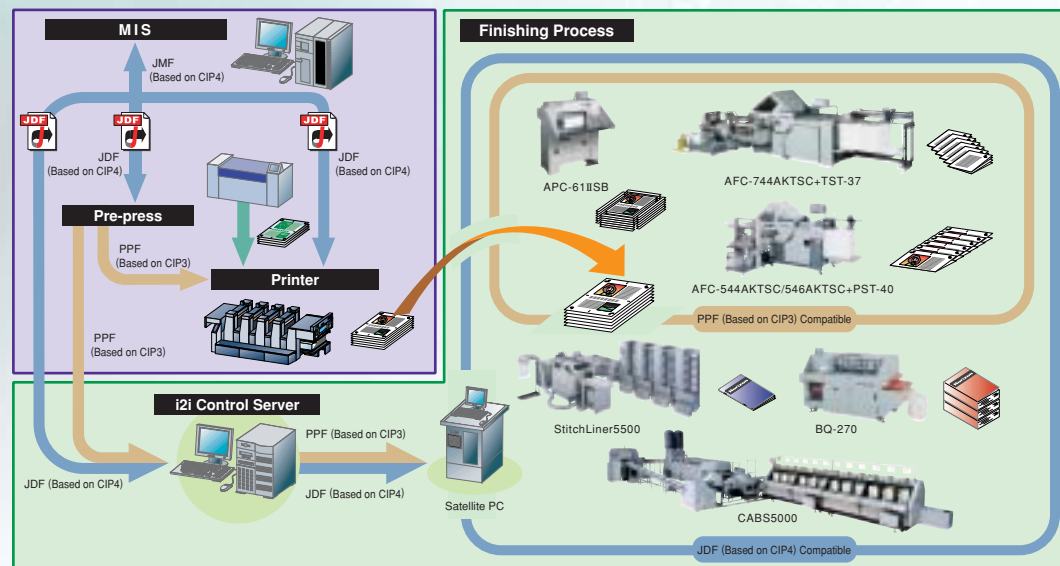 MIS
JMF
(Based on CIP4)
JDF
JDF
JDF
JDF
(Based on CIP4)
JDF
(Based on CIP4)
Pre-press
PPF
(Based on CIP3)
Printer
PPF
(Based on CIP3)
i2i Control Server
PPF (Based on CIP3)
JDF (Based on CIP4)
JDF (Based on CIP4)
Satellite PC
Finishing Process
APC-61IISB
AFC-744AKTSC+TST-37
AFC-544AKTSC/546AKTSC+PST-40
PPF (Based on CIP3) Compatible
StitchLiner5500
BQ-270
CABS5000
JDF (Based on CIP4) Compatible